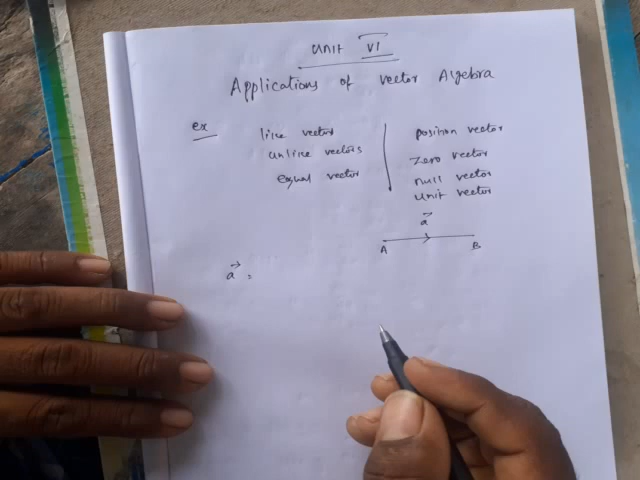 Unit VI
Applications of Vector Algebra
ex
like vector
unlike vectors
equal vector
position vector
zero vector
null vector
unit vector
a⃗
A B
a⃗ =